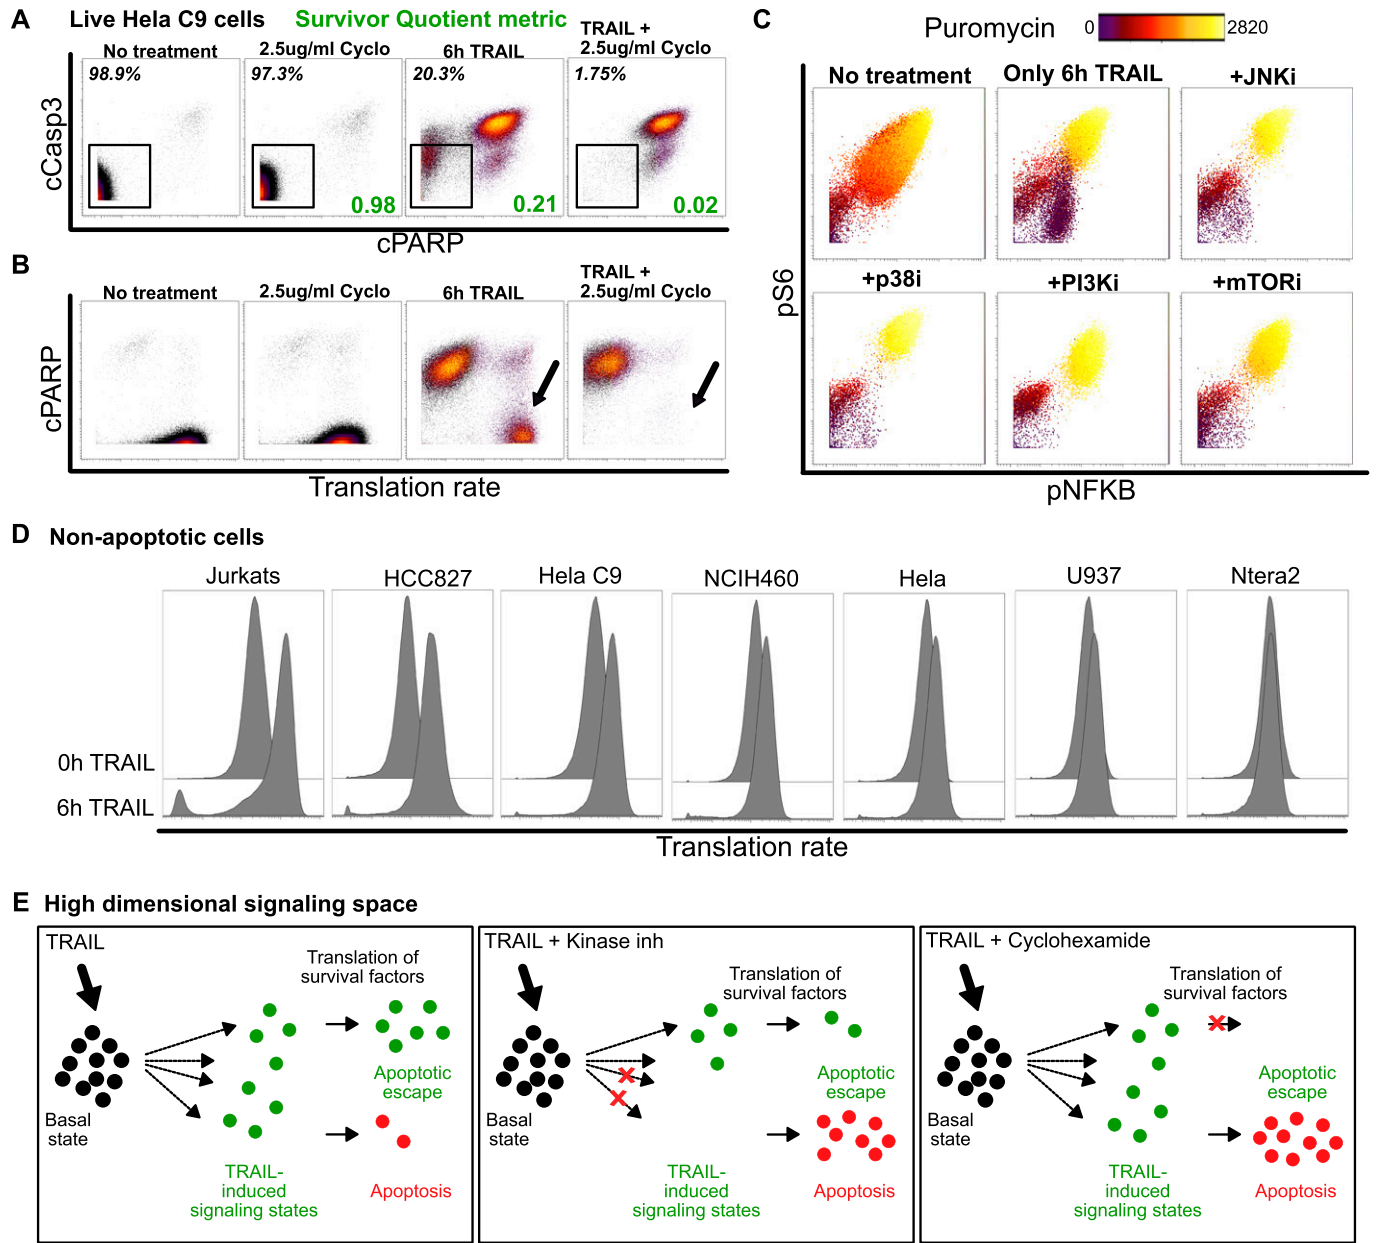 A
Live Hela C9 cells
Survivor Quotient metric
No treatment
2.5ug/ml Cyclo
6h TRAIL
TRAIL +
2.5ug/ml Cyclo
98.9%
97.3%
20.3%
1.75%
0.98
0.21
0.02
cCasp3
cPARP
B
No treatment
2.5ug/ml Cyclo
6h TRAIL
TRAIL +
2.5ug/ml Cyclo
cPARP
Translation rate
C
Puromycin
0
2820
No treatment
Only 6h TRAIL
+JNKi
+p38i
+PI3Ki
+mTORi
pS6
pNFKB
D
Non-apoptotic cells
Jurkats
HCC827
Hela C9
NCIH460
Hela
U937
Ntera2
0h TRAIL
6h TRAIL
Translation rate
E
High dimensional signaling space
TRAIL
Translation of
survival factors
Basal
state
Apoptotic
escape
TRAIL-
induced
signaling states
Apoptosis
TRAIL + Kinase inh
Translation of
survival factors
Basal
state
Apoptotic
escape
TRAIL-
induced
signaling states
Apoptosis
TRAIL + Cyclohexamide
Translation of
survival factors
Basal
state
Apoptotic
escape
TRAIL-
induced
signaling states
Apoptosis